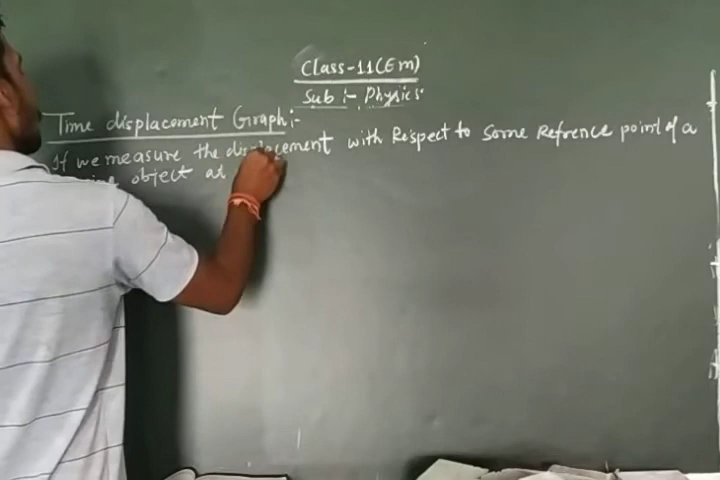 Class-11(Em)
Sub :- Physics
Time displacement Graph:-
If we measure the displacement with Respect to some Refrence point of a
object at